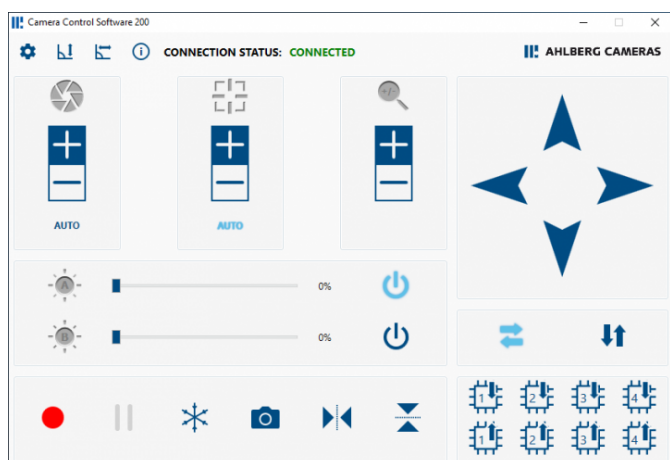 Camera Control Software 200
CONNECTION STATUS: CONNECTED
AHLBERG CAMERAS
+/-
AUTO
AUTO
A
0%
B
0%
1 2 3 4
1 2 3 4